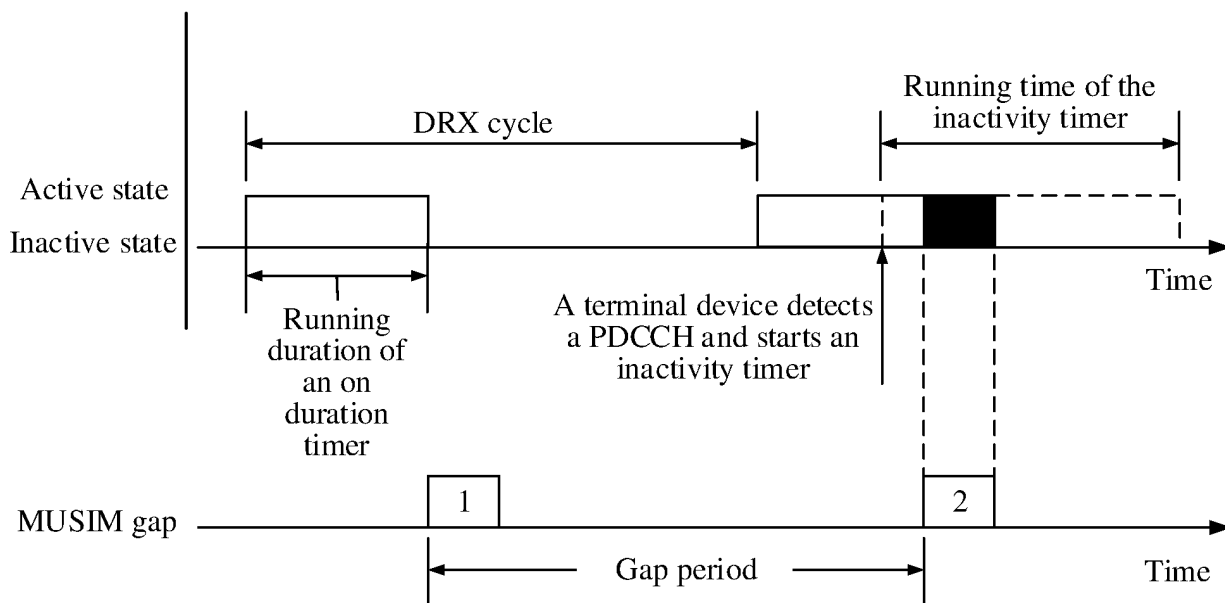 Running time of the
inactivity timer
DRX cycle
Active state
Inactive state
Time
Running
duration of
an on
duration
timer
A terminal device detects
a PDCCH and starts an
inactivity timer
1
2
MUSIM gap
Gap period
Time